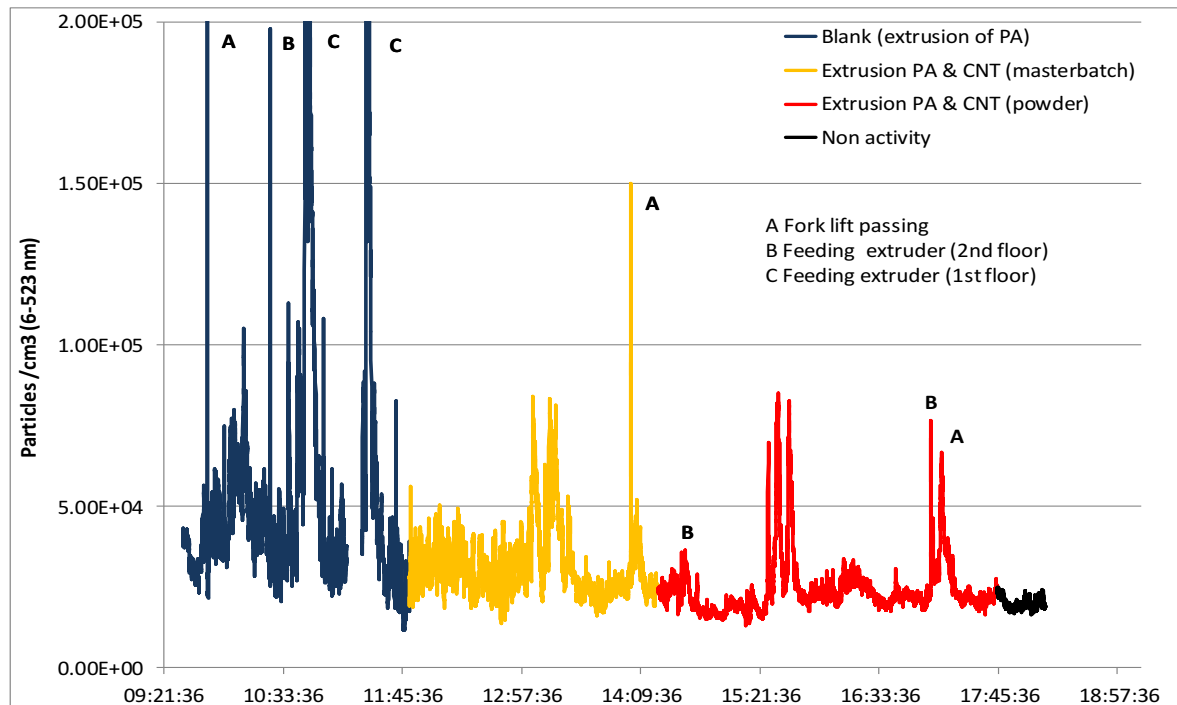 2.00E+05
1.50E+05
1.00E+05
5.00E+04
0.00E+00
Particles /cm3 (6-523 nm)
09:21:36 10:33:36 11:45:36 12:57:36 14:09:36 15:21:36 16:33:36 17:45:36 18:57:36
A B C C
A
B
B
A
Blank (extrusion of PA)
Extrusion PA & CNT (masterbatch)
Extrusion PA & CNT (powder)
Non activity
A Fork lift passing
B Feeding extruder (2nd floor)
C Feeding extruder (1st floor)